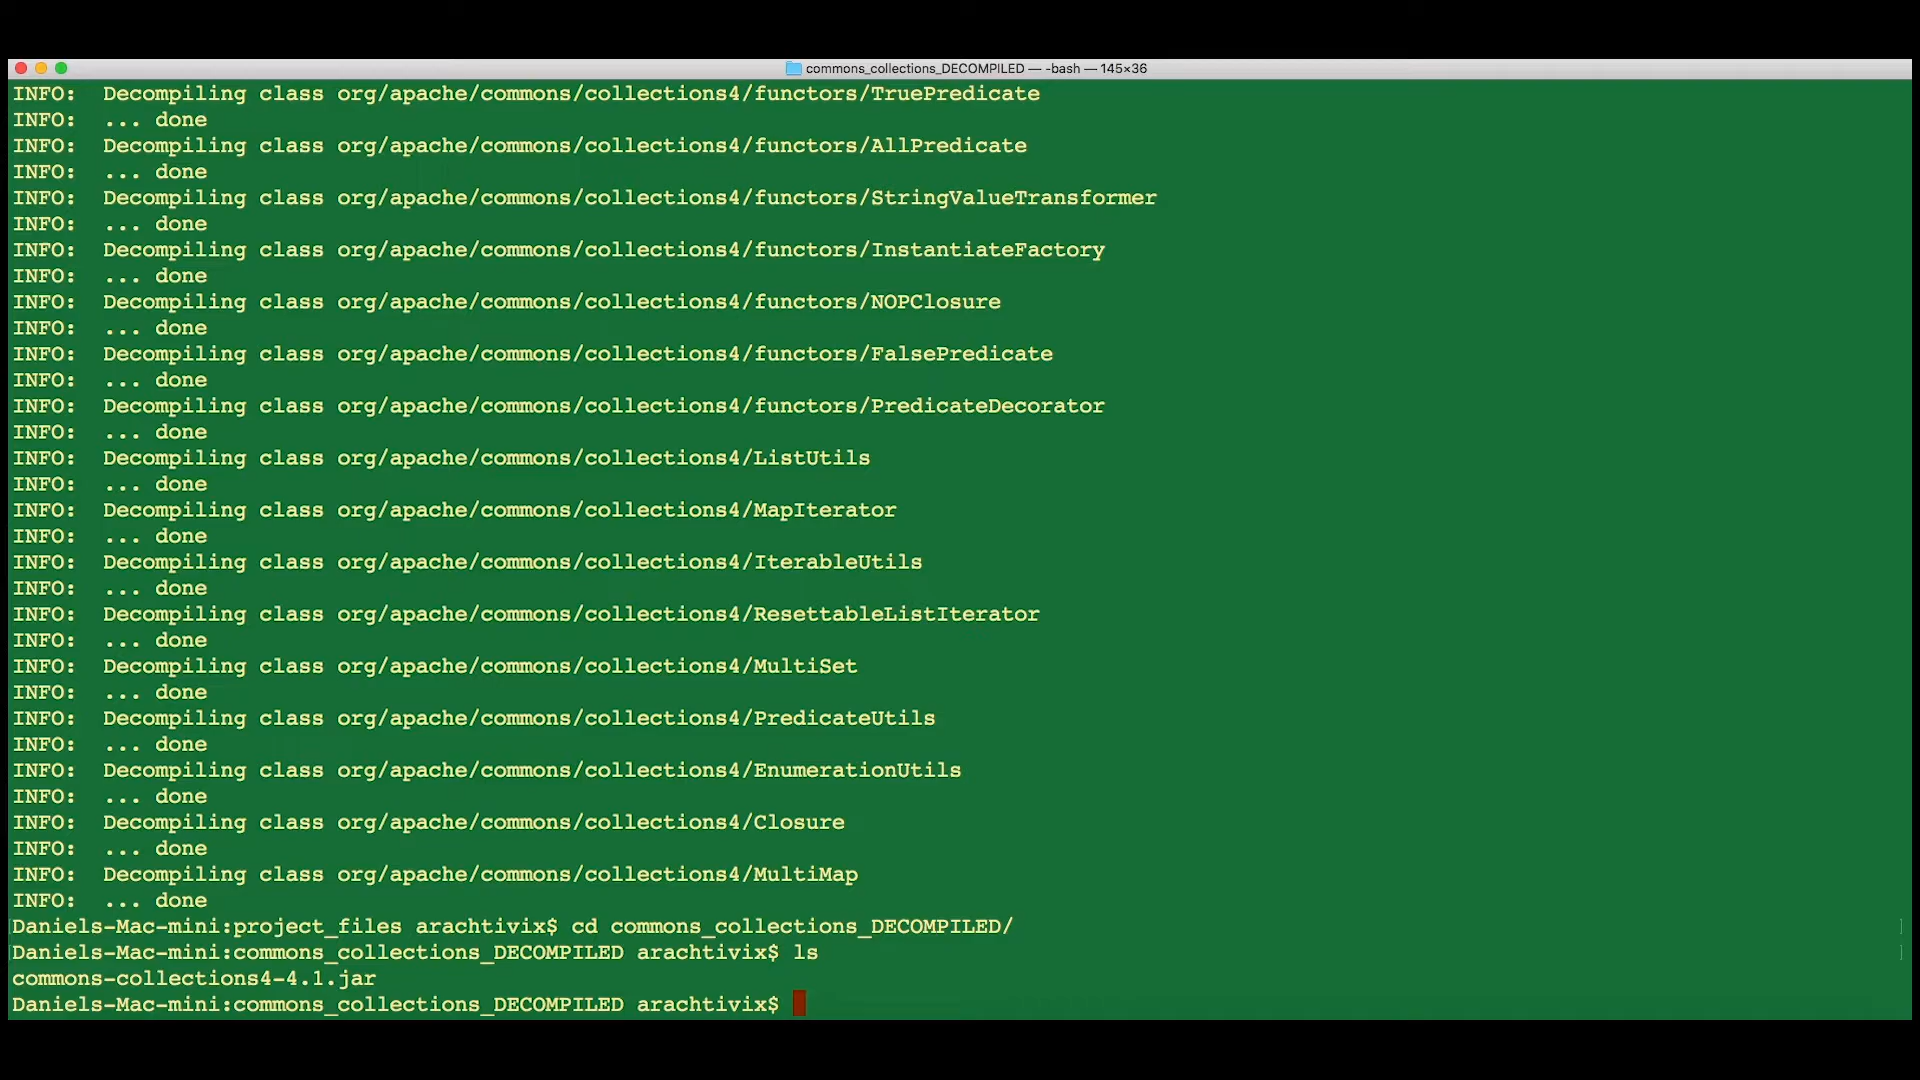 commons_collections_DECOMPILED — -bash — 145×36
INFO:  Decompiling class org/apache/commons/collections4/functors/TruePredicate
INFO:  ... done
INFO:  Decompiling class org/apache/commons/collections4/functors/AllPredicate
INFO:  ... done
INFO:  Decompiling class org/apache/commons/collections4/functors/StringValueTransformer
INFO:  ... done
INFO:  Decompiling class org/apache/commons/collections4/functors/InstantiateFactory
INFO:  ... done
INFO:  Decompiling class org/apache/commons/collections4/functors/NOPClosure
INFO:  ... done
INFO:  Decompiling class org/apache/commons/collections4/functors/FalsePredicate
INFO:  ... done
INFO:  Decompiling class org/apache/commons/collections4/functors/PredicateDecorator
INFO:  ... done
INFO:  Decompiling class org/apache/commons/collections4/ListUtils
INFO:  ... done
INFO:  Decompiling class org/apache/commons/collections4/MapIterator
INFO:  ... done
INFO:  Decompiling class org/apache/commons/collections4/IterableUtils
INFO:  ... done
INFO:  Decompiling class org/apache/commons/collections4/ResettableListIterator
INFO:  ... done
INFO:  Decompiling class org/apache/commons/collections4/MultiSet
INFO:  ... done
INFO:  Decompiling class org/apache/commons/collections4/PredicateUtils
INFO:  ... done
INFO:  Decompiling class org/apache/commons/collections4/EnumerationUtils
INFO:  ... done
INFO:  Decompiling class org/apache/commons/collections4/Closure
INFO:  ... done
INFO:  Decompiling class org/apache/commons/collections4/MultiMap
INFO:  ... done
Daniels-Mac-mini:project_files arachtivix$ cd commons_collections_DECOMPILED/
Daniels-Mac-mini:commons_collections_DECOMPILED arachtivix$ ls
commons-collections4-4.1.jar
Daniels-Mac-mini:commons_collections_DECOMPILED arachtivix$